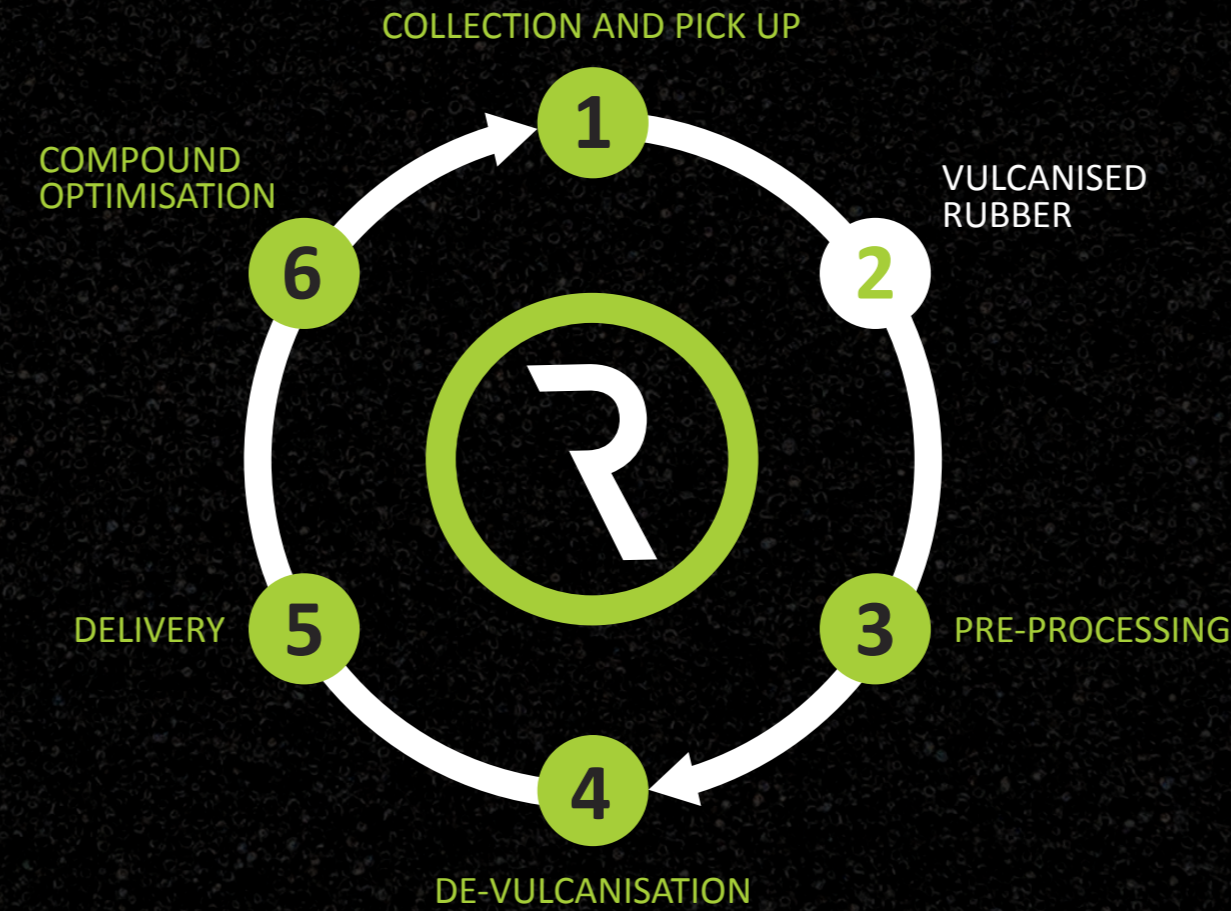 COLLECTION AND PICK UP
1
VULCANISED
RUBBER
2
3
PRE-PROCESSING
4
DE-VULCANISATION
DELIVERY
5
COMPOUND
OPTIMISATION
6
R